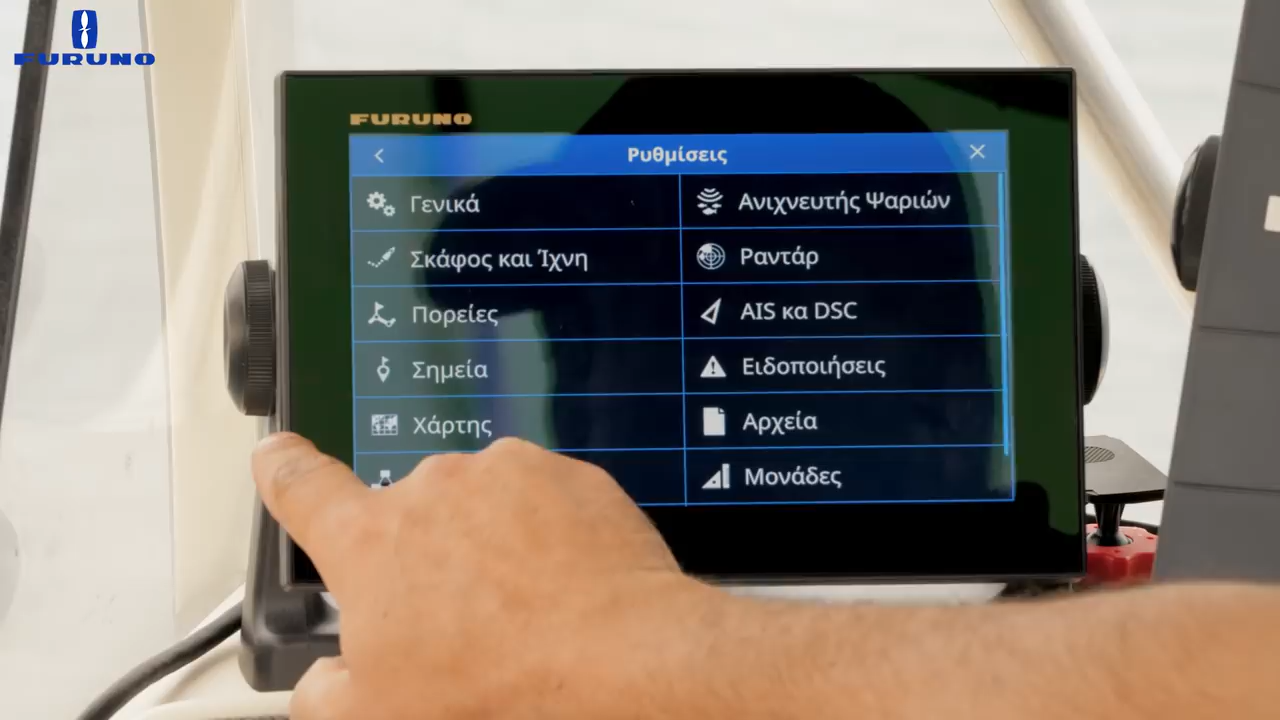 FURUNO
FURUNO
Ρυθμίσεις
Γενικά
Ανιχνευτής Ψαριών
Σκάφος και Ίχνη
Ραντάρ
Πορείες
AIS κα DSC
Σημεία
Ειδοποιήσεις
Χάρτης
Αρχεία
Μονάδες